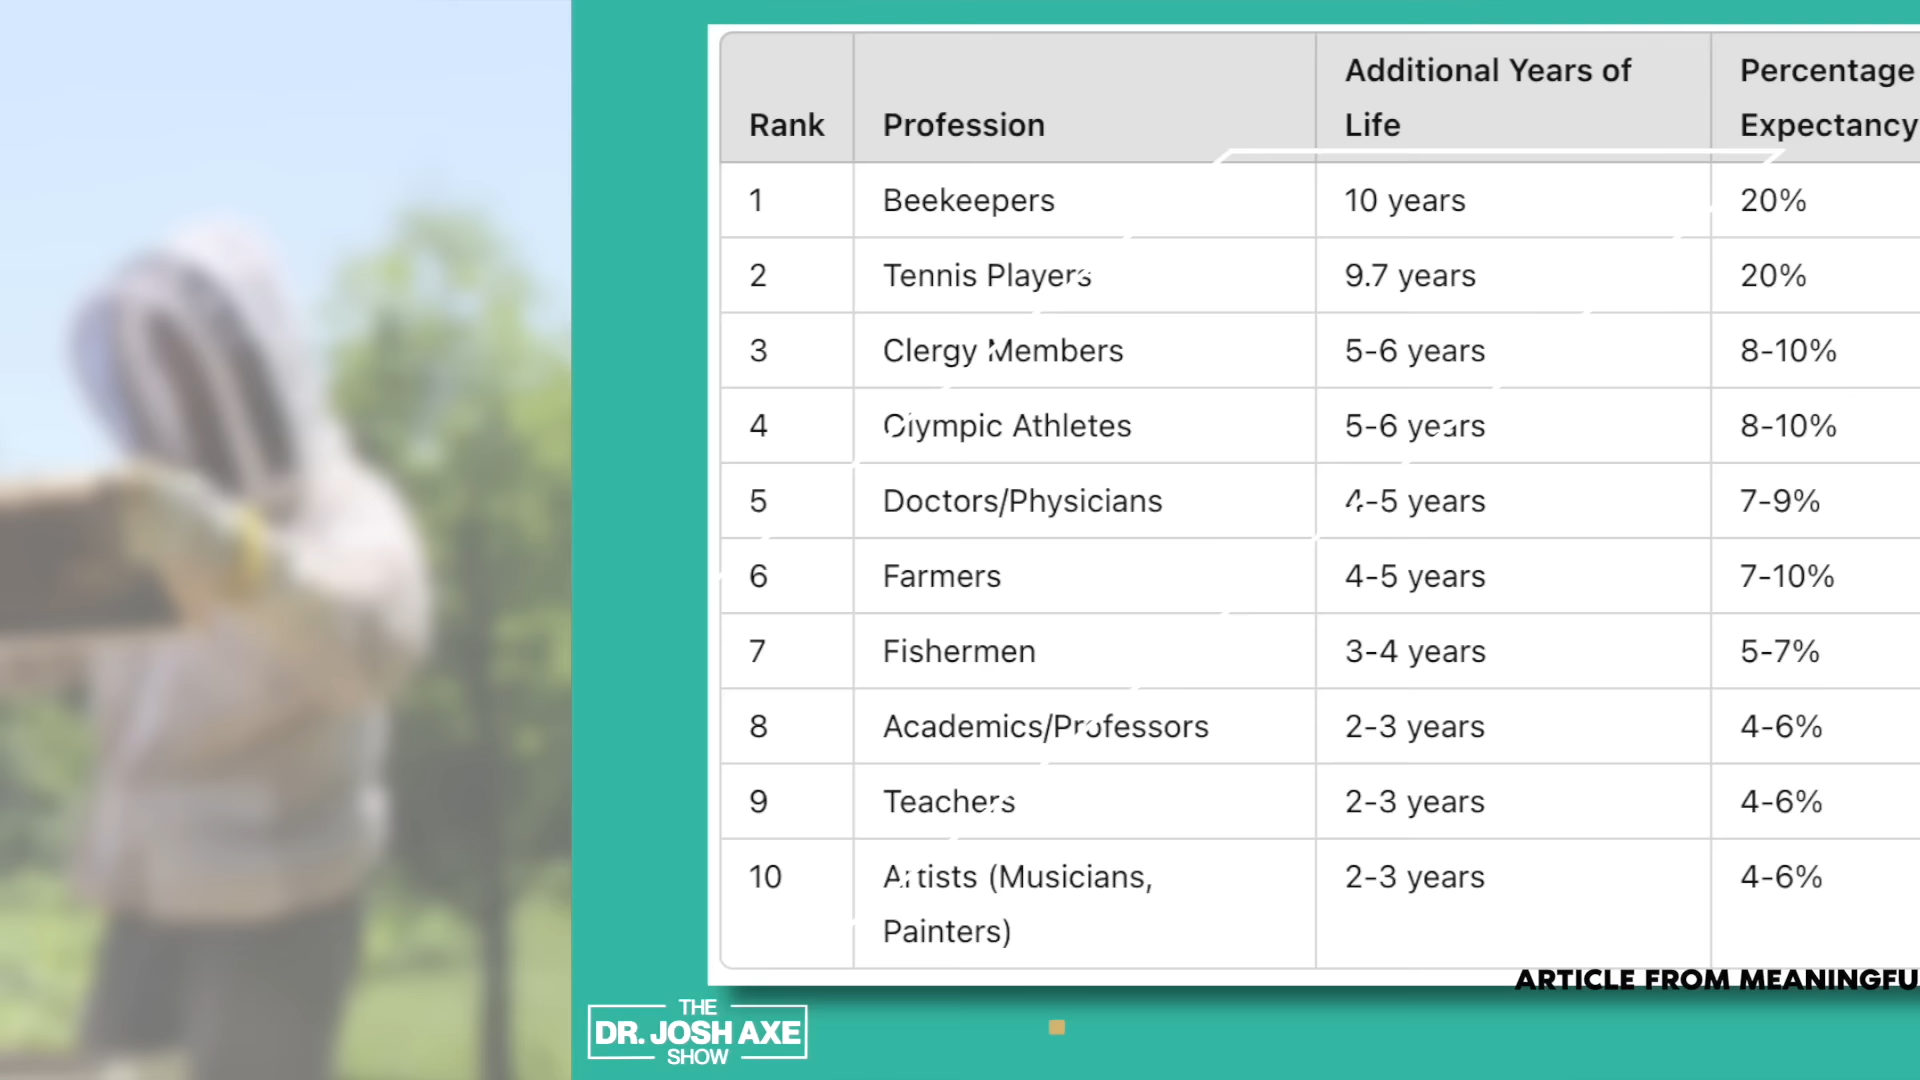 Rank Profession Additional Years of Life Percentage Expectancy
1 Beekeepers 10 years 20%
2 Tennis Players 9.7 years 20%
3 Clergy Members 5-6 years 8-10%
4 Olympic Athletes 5-6 years 8-10%
5 Doctors/Physicians 4-5 years 7-9%
6 Farmers 4-5 years 7-10%
7 Fishermen 3-4 years 5-7%
8 Academics/Professors 2-3 years 4-6%
9 Teachers 2-3 years 4-6%
10 Artists (Musicians, 2-3 years 4-6%
Painters)
ARTICLE FROM MEANINGFU
THE
DR. JOSH AXE
SHOW